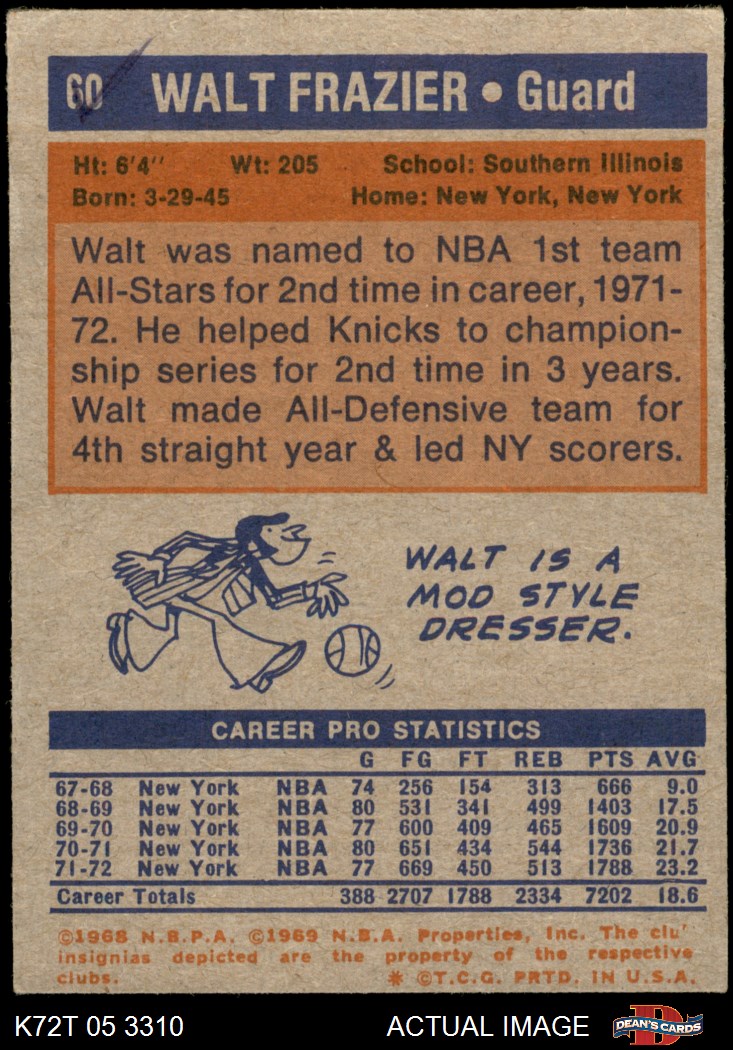 60 WALT FRAZIER • Guard
Ht: 6'4'' Wt: 205 School: Southern Illinois
Born: 3-29-45 Home: New York, New York
Walt was named to NBA 1st team
All-Stars for 2nd time in career, 1971-
72. He helped Knicks to champion-
ship series for 2nd time in 3 years.
Walt made All-Defensive team for
4th straight year & led NY scorers.
WALT IS A
MOD STYLE
DRESSER.
CAREER PRO STATISTICS
G FG FT REB PTS AVG
67-68 New York NBA 74 256 154 313 666 9.0
68-69 New York NBA 80 531 341 499 1403 17.5
69-70 New York NBA 77 600 409 465 1609 20.9
70-71 New York NBA 80 651 434 544 1736 21.7
71-72 New York NBA 77 669 450 513 1788 23.2
Career Totals 388 2707 1788 2334 7202 18.6
©1968 N.B.P.A. ©1969 N.B.A. Properties, Inc. The clu'
insignias depicted are the property of the respective
clubs. * ©T.C.G. PRTD. IN U.S.A.
K72T 05 3310 ACTUAL IMAGE D DEAN'S CARDS